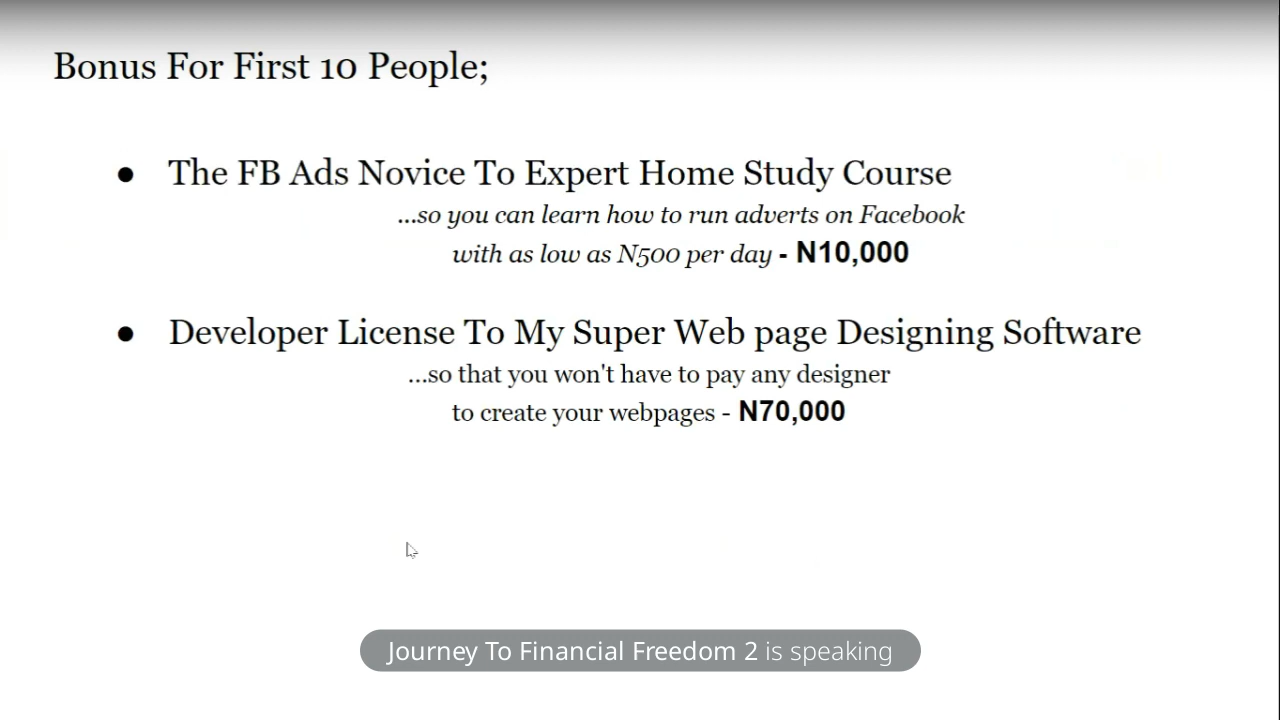 Bonus For First 10 People;
● The FB Ads Novice To Expert Home Study Course
...so you can learn how to run adverts on Facebook
with as low as N500 per day - N10,000
● Developer License To My Super Web page Designing Software
...so that you won't have to pay any designer
to create your webpages - N70,000
Journey To Financial Freedom 2 is speaking